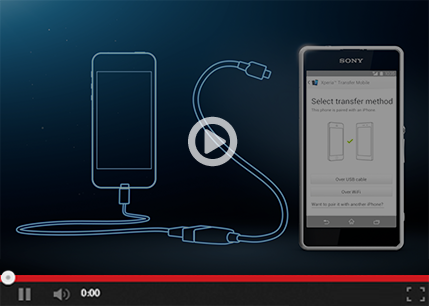 SONY
Xperia™ Transfer Mobile
Select transfer method
This phone is paired with an iPhone
Over USB cable
Over WiFi
Want to pair it with another iPhone?
0:00